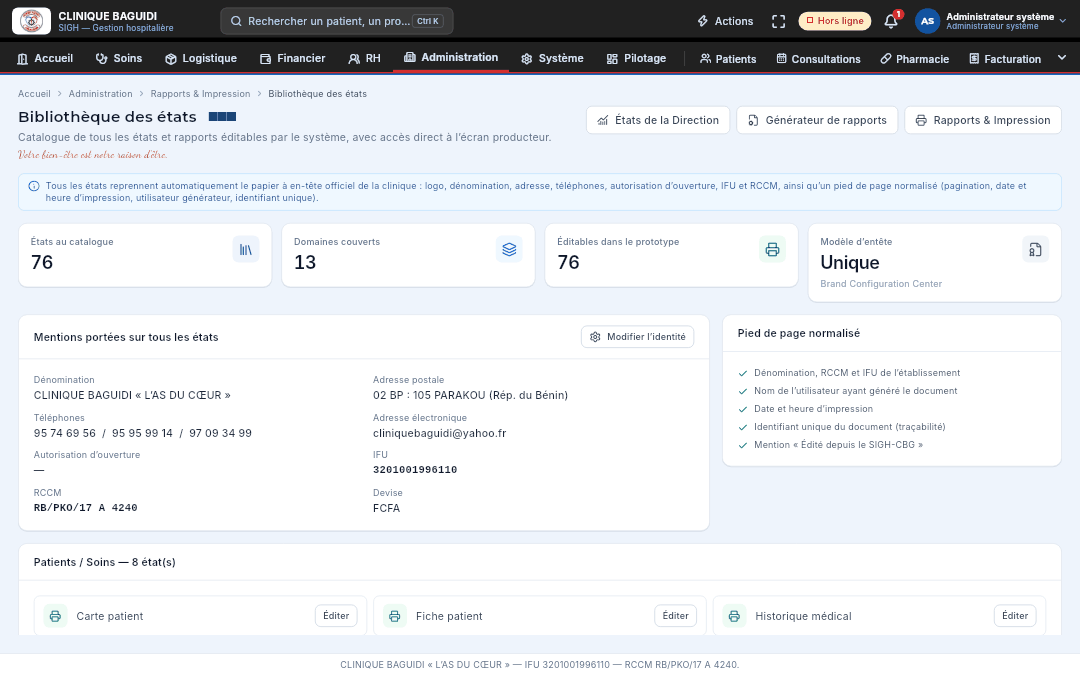 CLINIQUE BAGUIDI
SIGH — Gestion hospitalière
Rechercher un patient, un pro... Ctrl K
Actions
Hors ligne
1
AS
Administrateur système
Administrateur système
Accueil
Soins
Logistique
Financier
RH
Administration
Système
Pilotage
Patients
Consultations
Pharmacie
Facturation
Accueil > Administration > Rapports & Impression > Bibliothèque des états
Bibliothèque des états
Catalogue de tous les états et rapports éditables par le système, avec accès direct à l'écran producteur.
Votre bien-être est notre raison d'être.
États de la Direction
Générateur de rapports
Rapports & Impression
Tous les états reprennent automatiquement le papier à en-tête officiel de la clinique : logo, dénomination, adresse, téléphones, autorisation d'ouverture, IFU et RCCM, ainsi qu'un pied de page normalisé (pagination, date et
heure d'impression, utilisateur générateur, identifiant unique).
États au catalogue
76
Domaines couverts
13
Éditables dans le prototype
76
Modèle d'entête
Unique
Brand Configuration Center
Mentions portées sur tous les états
Modifier l'identité
Dénomination
CLINIQUE BAGUIDI « L'AS DU CŒUR »
Adresse postale
02 BP : 105 PARAKOU (Rép. du Bénin)
Téléphones
95 74 69 56 / 95 95 99 14 / 97 09 34 99
Adresse électronique
cliniquebaguidi@yahoo.fr
Autorisation d'ouverture
—
IFU
3201001996110
RCCM
RB/PKO/17 A 4240
Devise
FCFA
Pied de page normalisé
Dénomination, RCCM et IFU de l'établissement
Nom de l'utilisateur ayant généré le document
Date et heure d'impression
Identifiant unique du document (traçabilité)
Mention « Édité depuis le SIGH-CBG »
Patients / Soins — 8 état(s)
Carte patient
Éditer
Fiche patient
Éditer
Historique médical
Éditer
CLINIQUE BAGUIDI « L'AS DU CŒUR » — IFU 3201001996110 — RCCM RB/PKO/17 A 4240.